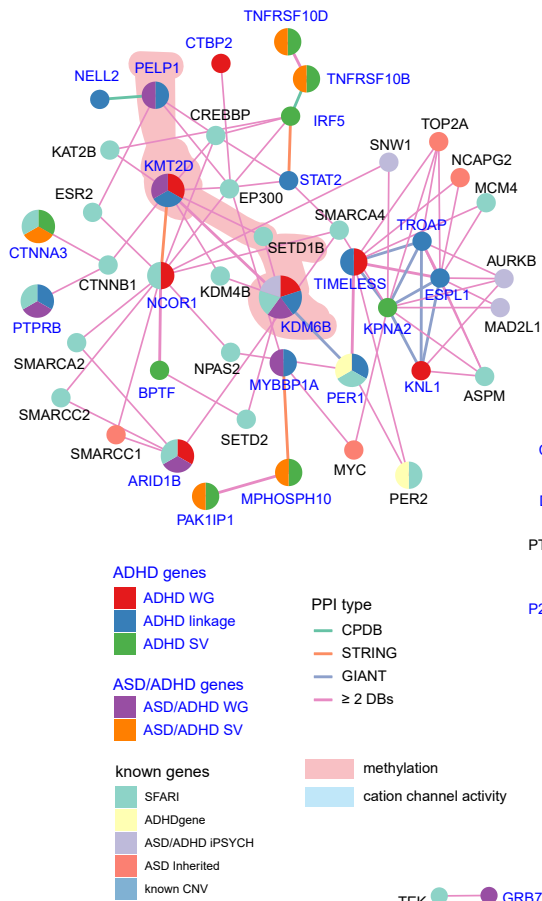 TNFRSF10D
CTBP2
PELP1
NELL2
TNFRSF10B
CREBBP
IRF5
TOP2A
KAT2B
SNW1
NCAPG2
KMT2D
STAT2
MCM4
ESR2
EP300
SMARCA4
TROAP
CTNNA3
SETD1B
AURKB
CTNNB1
NCOR1
KDM4B
TIMELESS
ESPL1
PTPRB
KDM6B
KPNA2
MAD2L1
SMARCA2
NPAS2
MYBBP1A
PER1
KNL1
ASPM
BPTF
SMARCC2
SETD2
SMARCC1
MYC
ARID1B
PER2
MPHOSPH10
PAK1IP1
PT
P2
ADHD genes
ADHD WG
ADHD linkage
ADHD SV
ASD/ADHD genes
ASD/ADHD WG
ASD/ADHD SV
PPI type
CPDB
STRING
GIANT
≥ 2 DBs
known genes
SFARI
ADHDgene
ASD/ADHD iPSYCH
ASD Inherited
known CNV
methylation
cation channel activity
GRB7